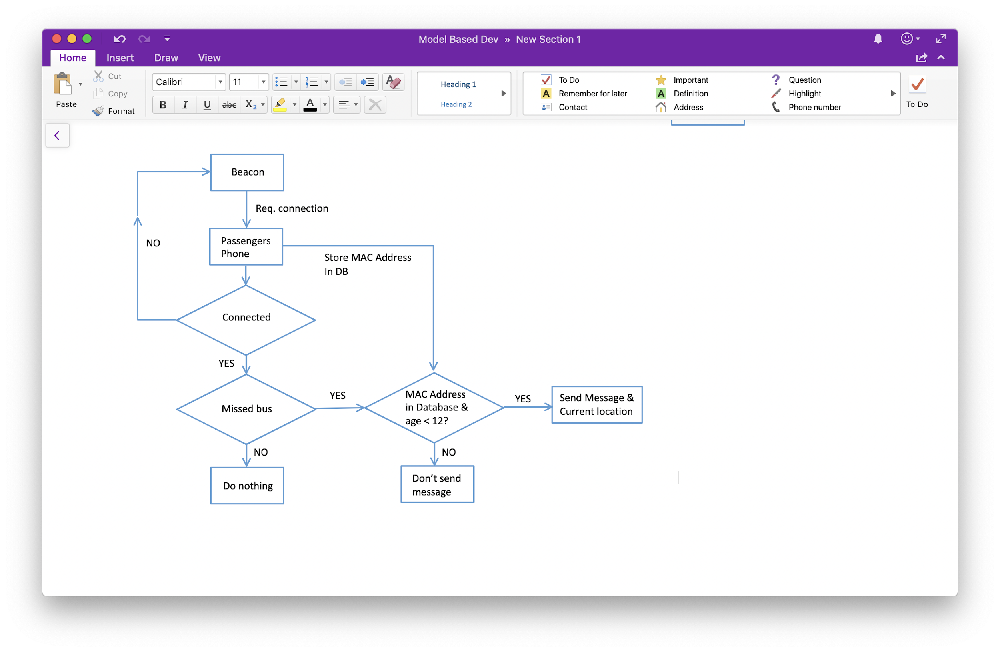 Model Based Dev » New Section 1
Home Insert Draw View
Paste
Cut
Copy
Format
Calibri 11
B I U abc X2 A
Heading 1
Heading 2
To Do Important ? Question
A Remember for later A Definition Highlight
Contact Address Phone number
To Do
Beacon
Req. connection
NO
Passengers
Phone
Store MAC Address
In DB
Connected
YES
Missed bus
YES
MAC Address
in Database &
age < 12?
YES
Send Message &
Current location
NO
NO
Do nothing
Don’t send
message